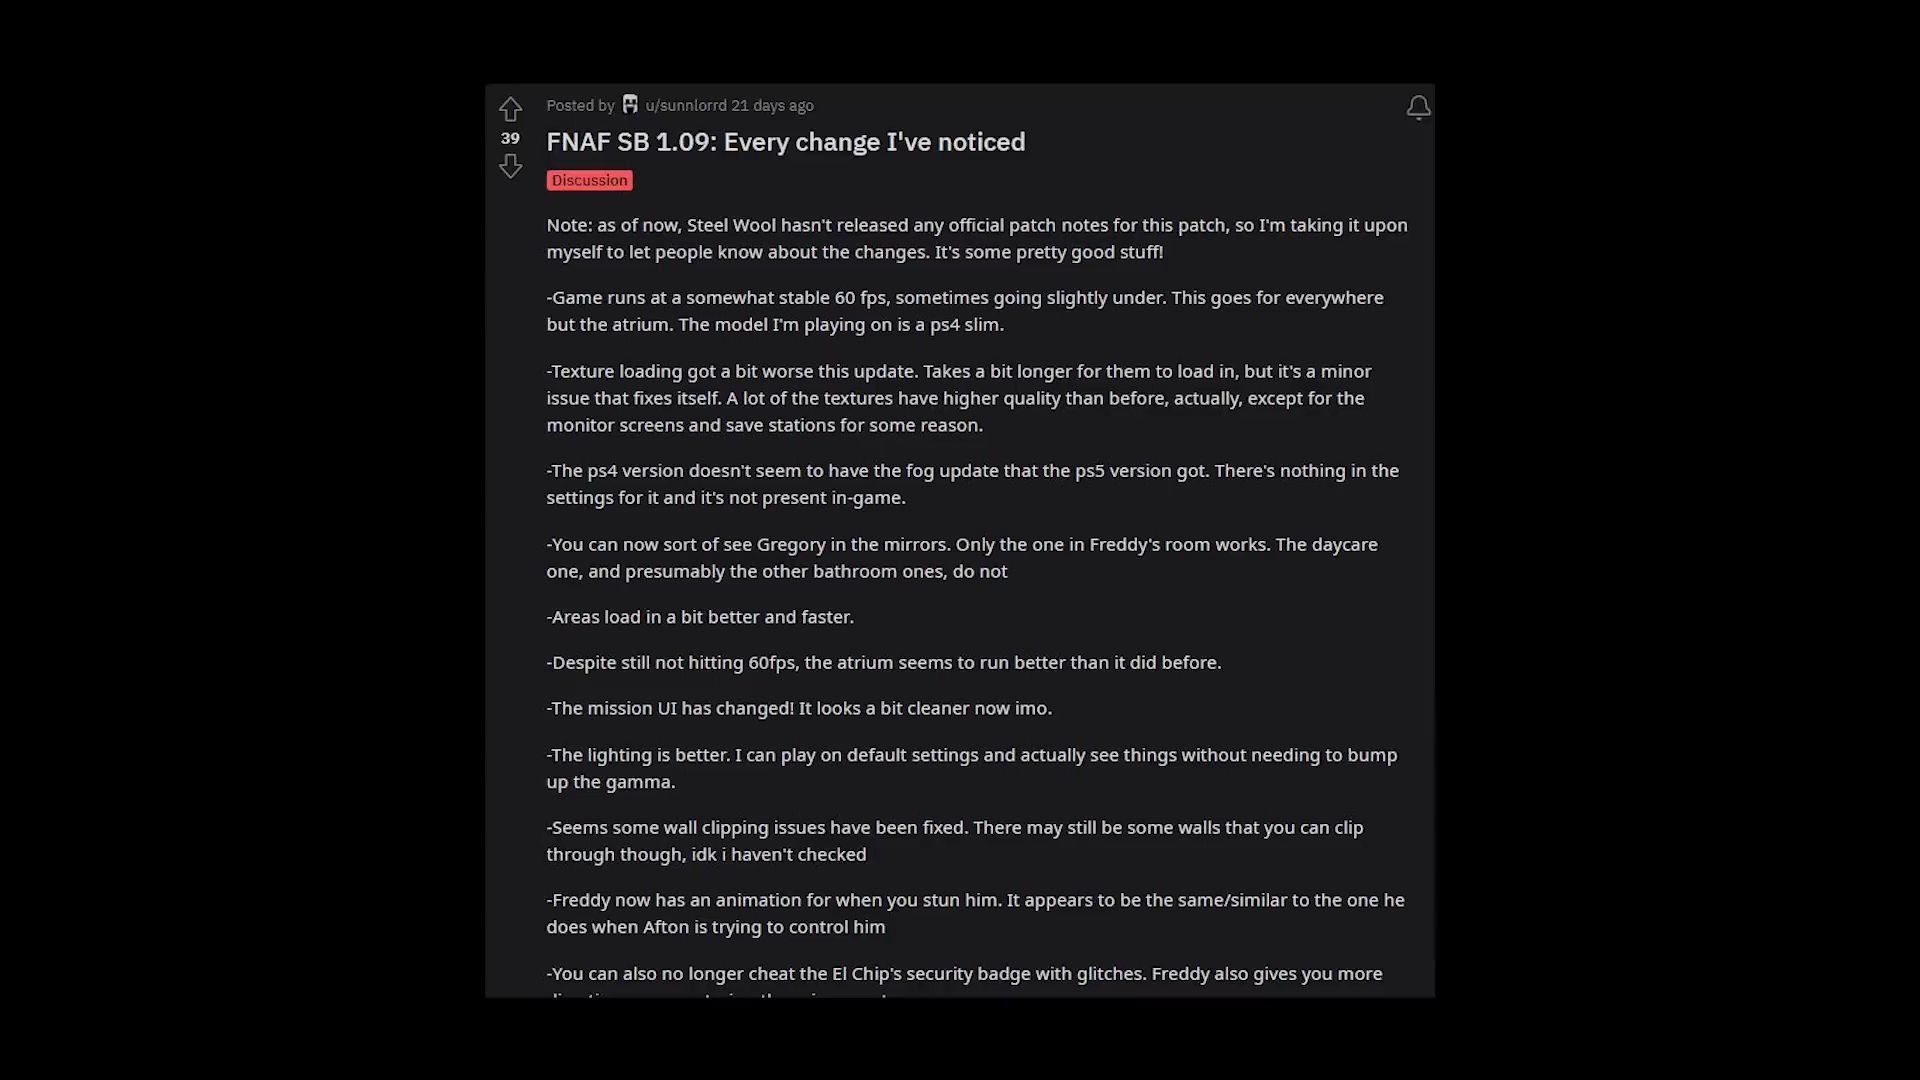 Posted by u/sunnlorrd 21 days ago
39
FNAF SB 1.09: Every change I've noticed
Discussion
Note: as of now, Steel Wool hasn't released any official patch notes for this patch, so I'm taking it upon
myself to let people know about the changes. It's some pretty good stuff!
-Game runs at a somewhat stable 60 fps, sometimes going slightly under. This goes for everywhere
but the atrium. The model I'm playing on is a ps4 slim.
-Texture loading got a bit worse this update. Takes a bit longer for them to load in, but it's a minor
issue that fixes itself. A lot of the textures have higher quality than before, actually, except for the
monitor screens and save stations for some reason.
-The ps4 version doesn't seem to have the fog update that the ps5 version got. There's nothing in the
settings for it and it's not present in-game.
-You can now sort of see Gregory in the mirrors. Only the one in Freddy's room works. The daycare
one, and presumably the other bathroom ones, do not
-Areas load in a bit better and faster.
-Despite still not hitting 60fps, the atrium seems to run better than it did before.
-The mission UI has changed! It looks a bit cleaner now imo.
-The lighting is better. I can play on default settings and actually see things without needing to bump
up the gamma.
-Seems some wall clipping issues have been fixed. There may still be some walls that you can clip
through though, idk i haven't checked
-Freddy now has an animation for when you stun him. It appears to be the same/similar to the one he
does when Afton is trying to control him
-You can also no longer cheat the El Chip's security badge with glitches. Freddy also gives you more